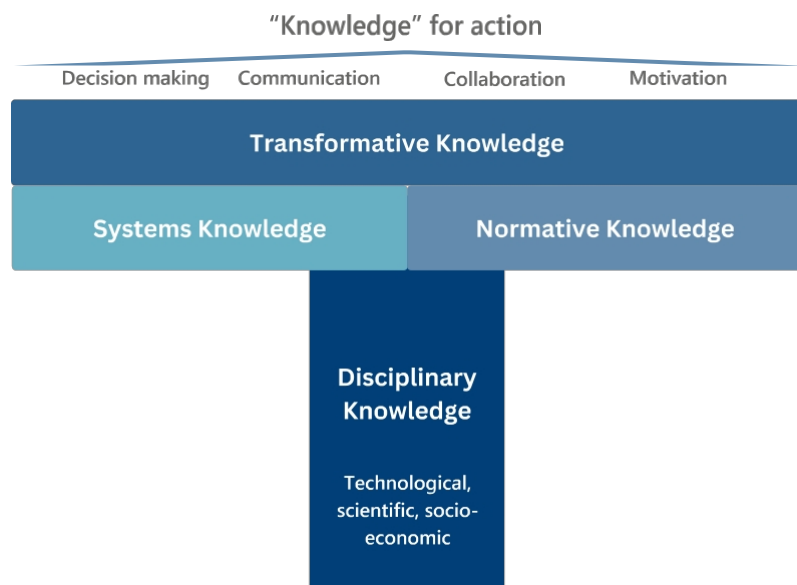 “Knowledge” for action
Decision making Communication Collaboration Motivation
Transformative Knowledge
Systems Knowledge Normative Knowledge
Disciplinary
Knowledge
Technological,
scientific, socio-
economic